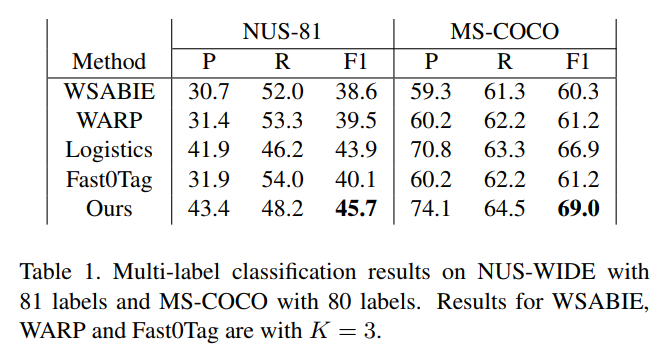 NUS-81 MS-COCO
Method P R F1 P R F1
WSABIE 30.7 52.0 38.6 59.3 61.3 60.3
WARP 31.4 53.3 39.5 60.2 62.2 61.2
Logistics 41.9 46.2 43.9 70.8 63.3 66.9
Fast0Tag 31.9 54.0 40.1 60.2 62.2 61.2
Ours 43.4 48.2 45.7 74.1 64.5 69.0
Table 1. Multi-label classification results on NUS-WIDE with
81 labels and MS-COCO with 80 labels. Results for WSABIE,
WARP and Fast0Tag are with K = 3.